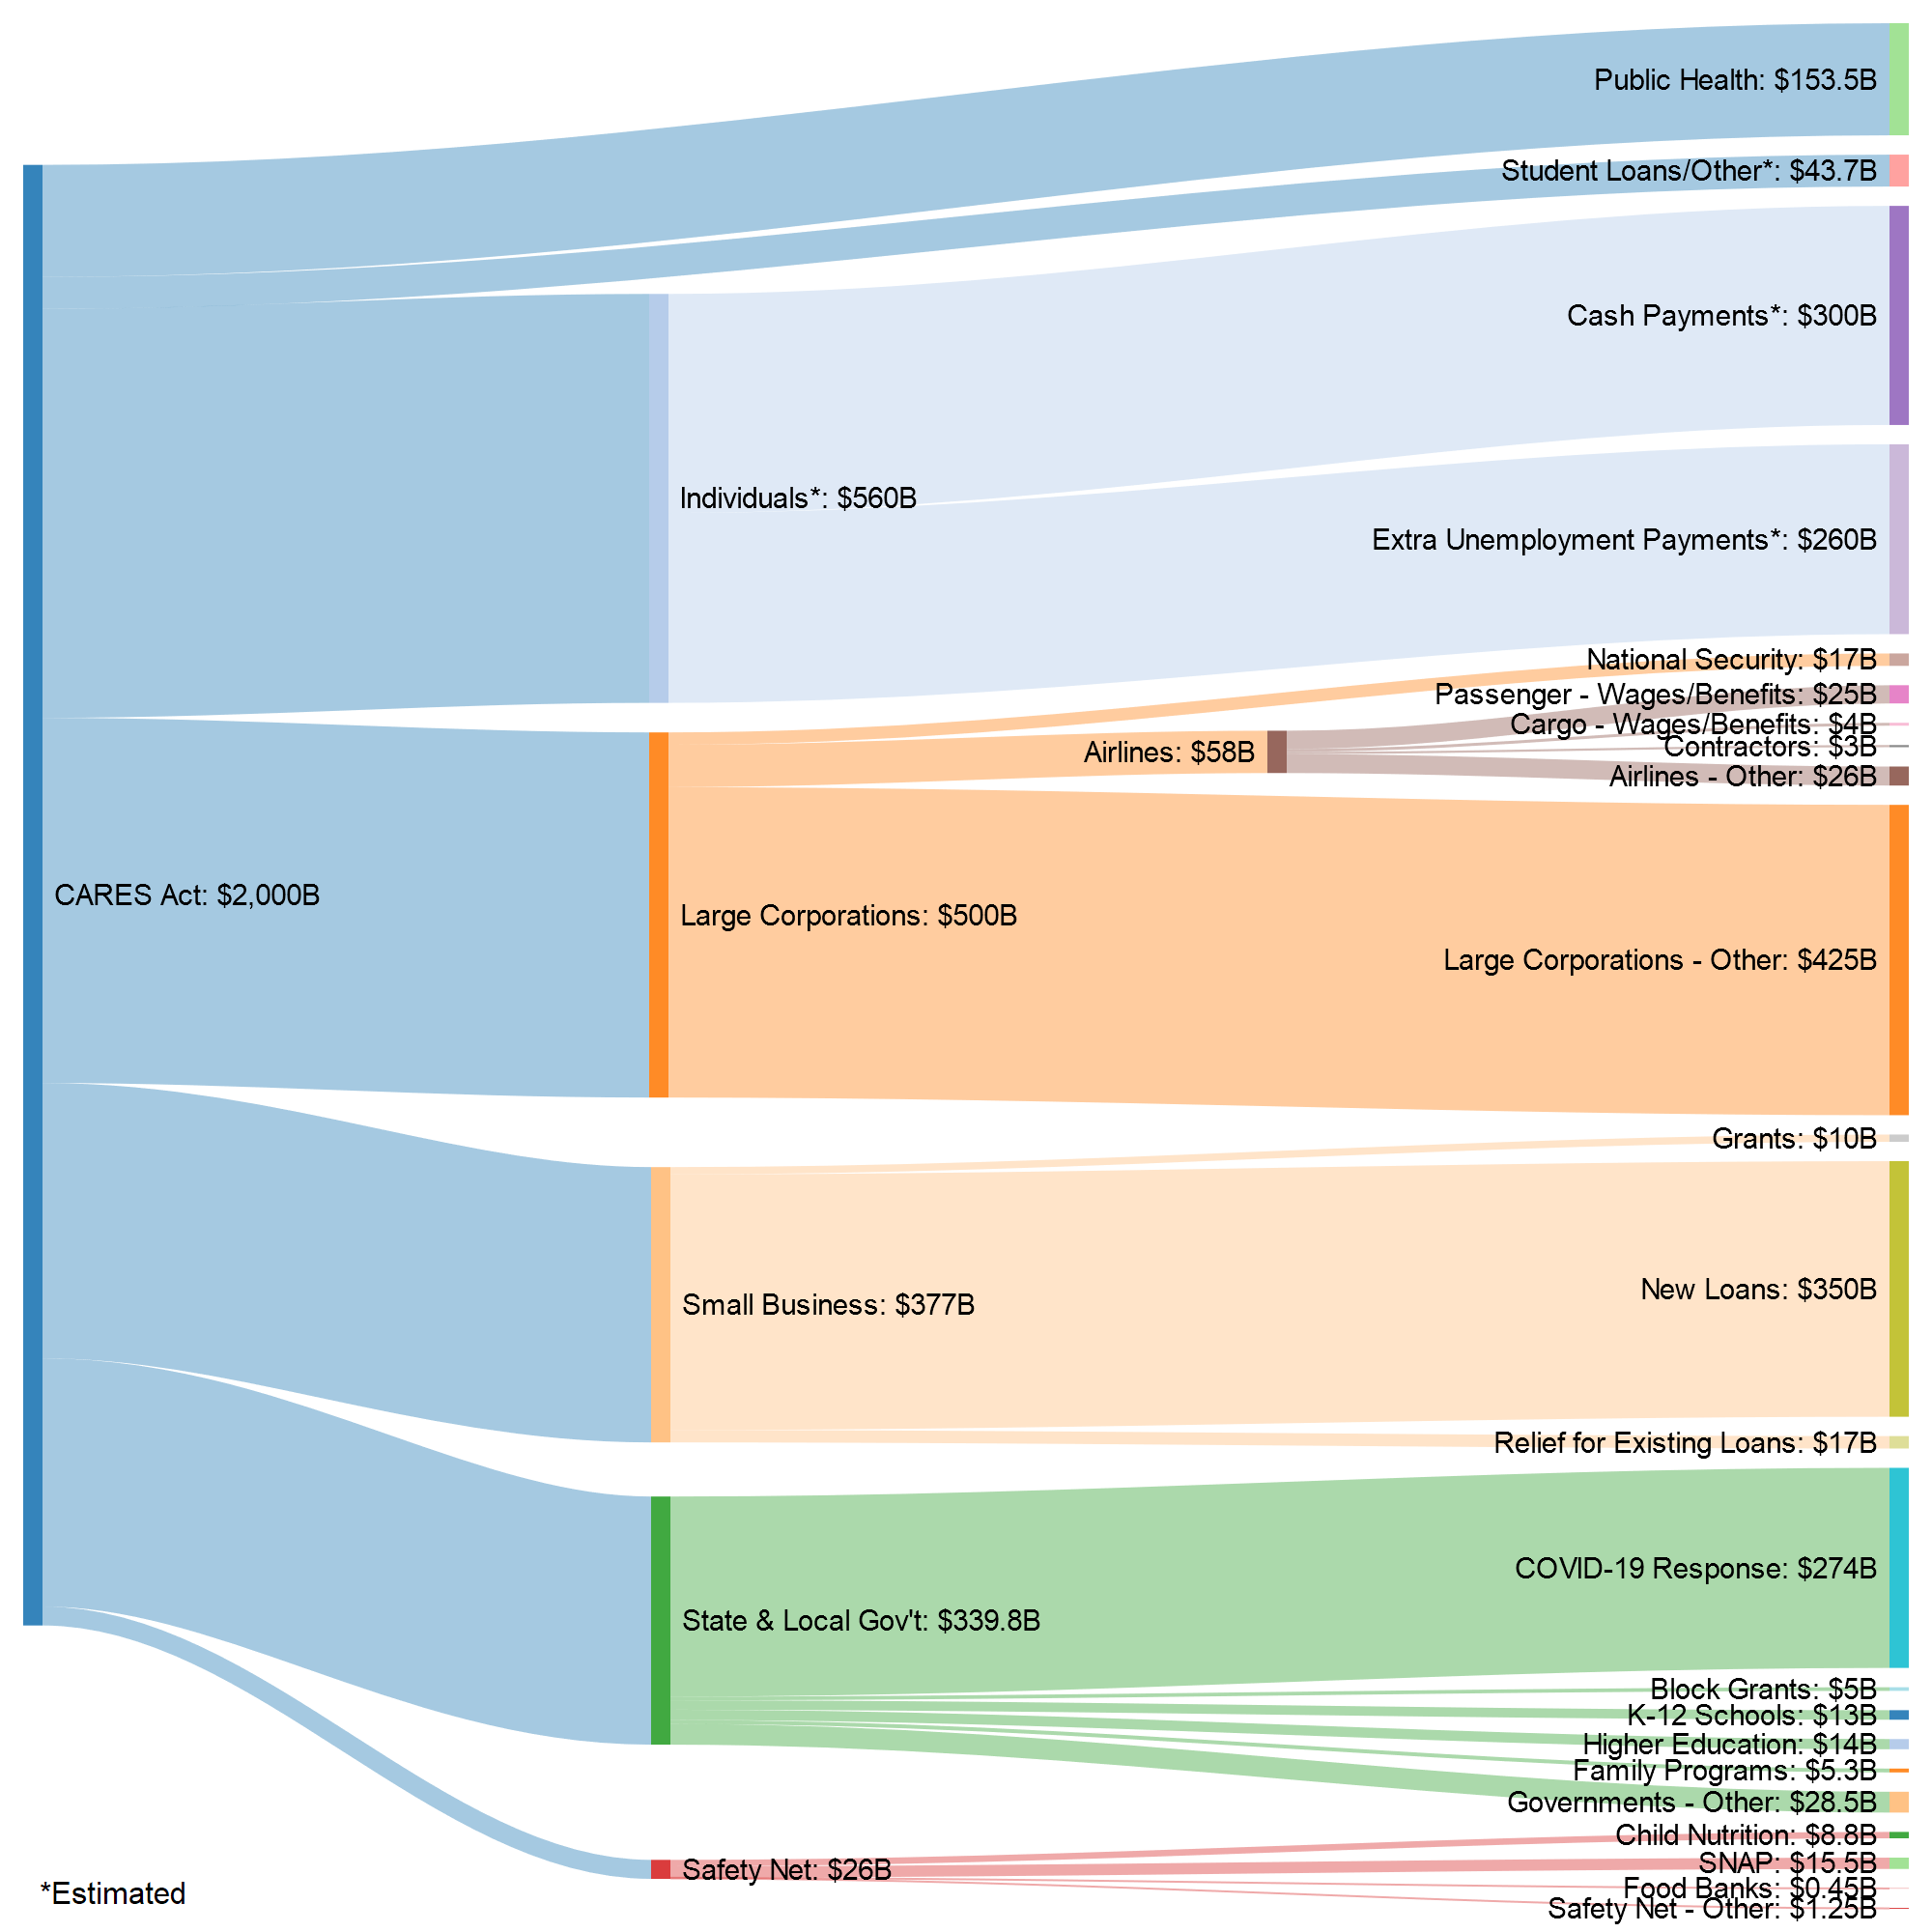 Public Health: $153.5B
Student Loans/Other*: $43.7B
Cash Payments*: $300B
Individuals*: $560B
Extra Unemployment Payments*: $260B
National Security: $17B
Passenger - Wages/Benefits: $25B
Cargo - Wages/Benefits: $4B
Contractors: $3B
Airlines: $58B
Airlines - Other: $26B
CARES Act: $2,000B
Large Corporations: $500B
Large Corporations - Other: $425B
Grants: $10B
New Loans: $350B
Small Business: $377B
Relief for Existing Loans: $17B
COVID-19 Response: $274B
State & Local Gov't: $339.8B
Block Grants: $5B
K-12 Schools: $13B
Higher Education: $14B
Family Programs: $5.3B
Governments - Other: $28.5B
Child Nutrition: $8.8B
SNAP: $15.5B
Safety Net: $26B
Food Banks: $0.45B
Safety Net - Other: $1.25B
*Estimated